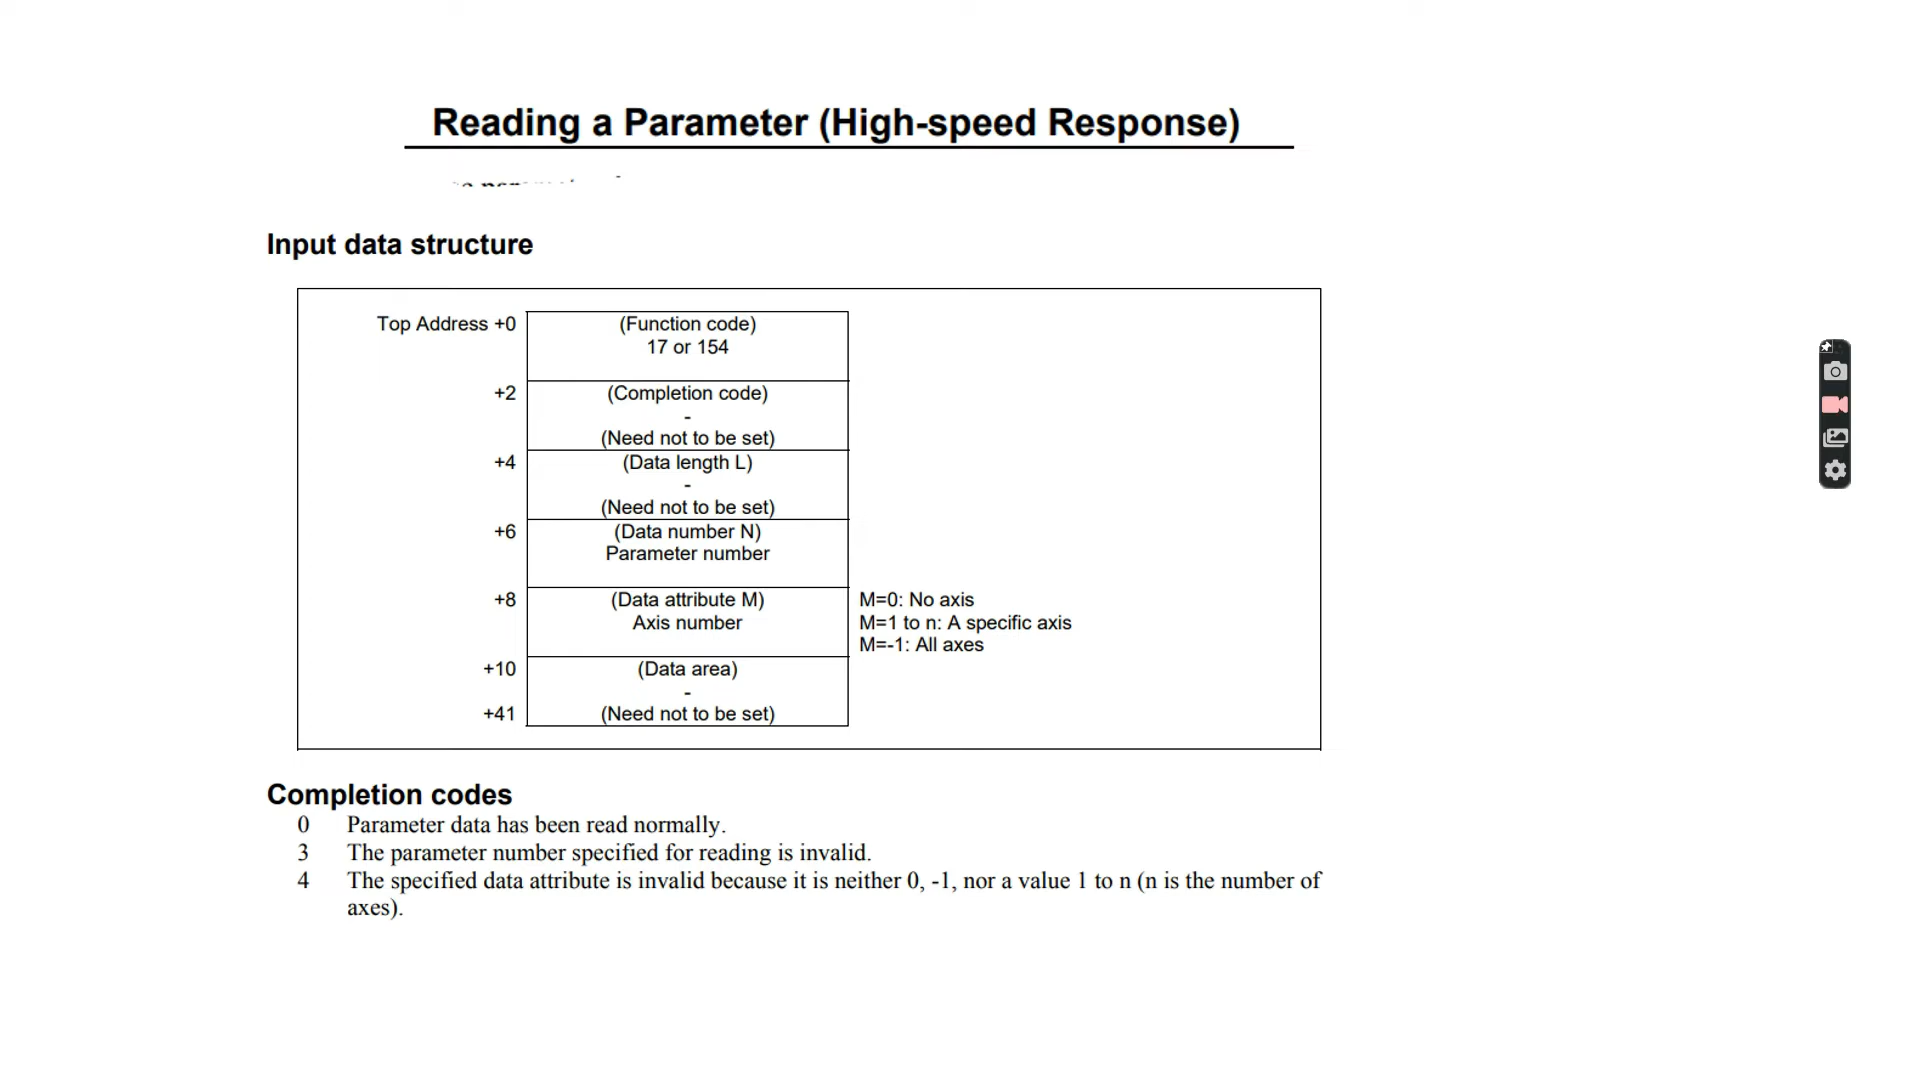 Reading a Parameter (High-speed Response)
Input data structure
Top Address +0 (Function code)
17 or 154
+2 (Completion code)
-
(Need not to be set)
+4 (Data length L)
-
(Need not to be set)
+6 (Data number N)
Parameter number
+8 (Data attribute M) M=0: No axis
Axis number M=1 to n: A specific axis
M=-1: All axes
+10 (Data area)
-
+41 (Need not to be set)
Completion codes
0 Parameter data has been read normally.
3 The parameter number specified for reading is invalid.
4 The specified data attribute is invalid because it is neither 0, -1, nor a value 1 to n (n is the number of
axes).